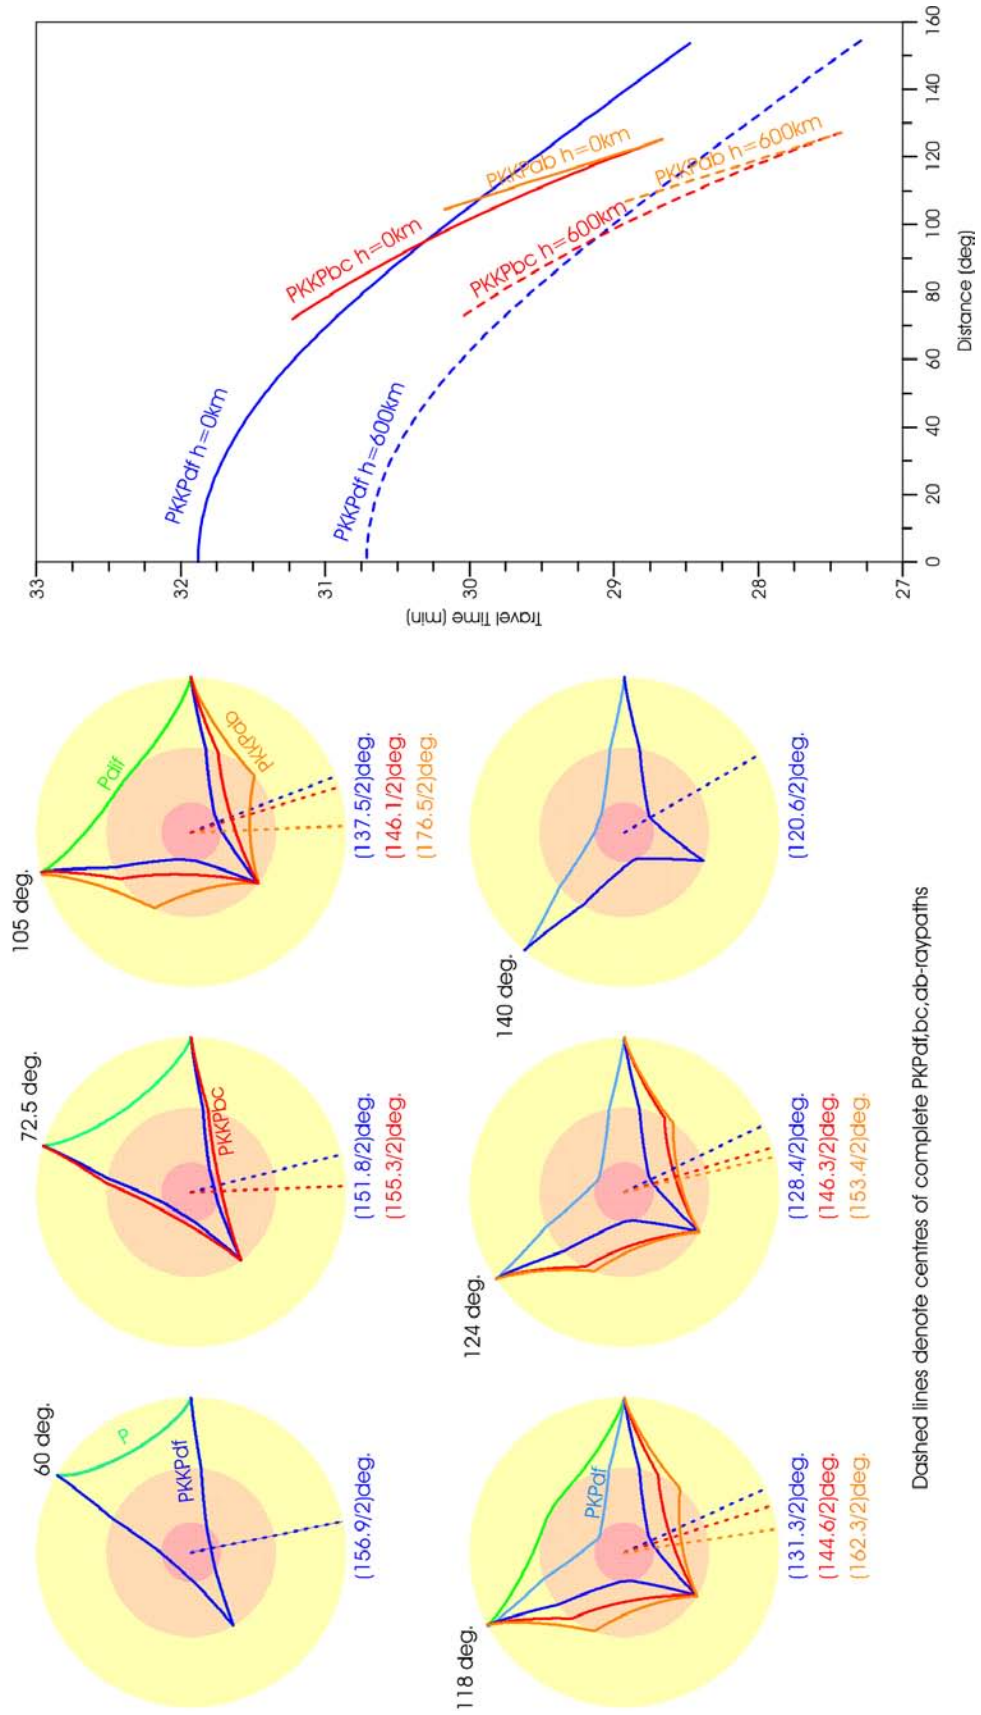 60 deg.
P
PKKPdf
(156.9/2)deg.
72.5 deg.
PKKPbc
(151.8/2)deg.
(155.3/2)deg.
105 deg.
Pdif
PKKPab
(137.5/2)deg.
(146.1/2)deg.
(176.5/2)deg.
118 deg.
PKPdf
(131.3/2)deg.
(144.6/2)deg.
(162.3/2)deg.
124 deg.
(128.4/2)deg.
(146.3/2)deg.
(153.4/2)deg.
140 deg.
(120.6/2)deg.
Dashed lines denote centres of complete PKPdf,bc,ab-raypaths
Travel Time (min)
33
32
31
30
29
28
27
PKKPdf h=0km
PKKPdf h=600km
PKKPbc h=0km
PKKPbc h=600km
PKKPab h=0km
PKKPab h=600km
0
20
40
60
80
100
120
140
160
Distance (deg)